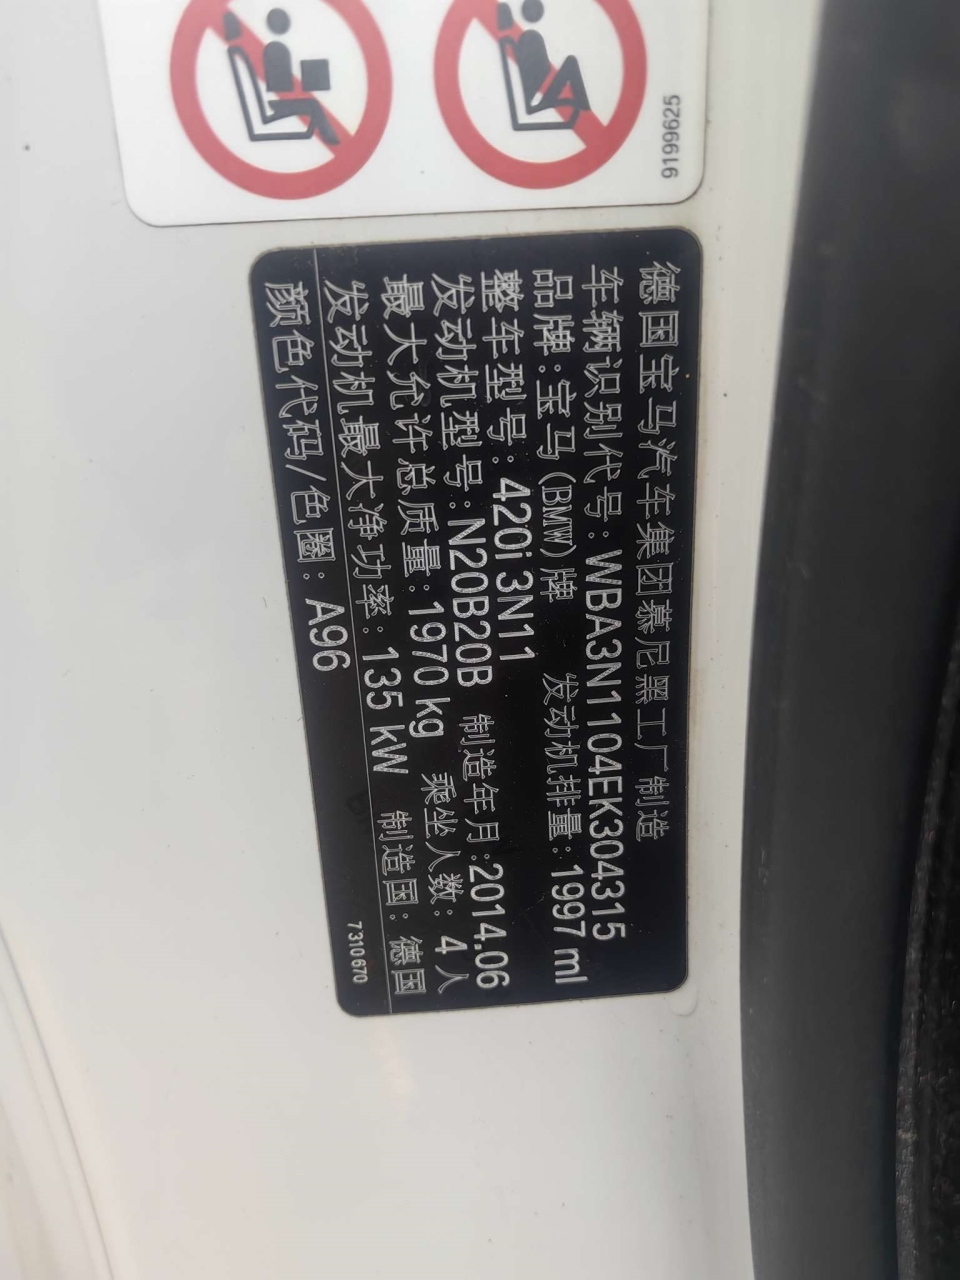 9199625
德国宝马汽车集团慕尼黑工厂制造
车辆识别代号:WBA3N1104EK304315
品牌:宝马(BMW)牌 发动机排量:1997 ml
整车型号:420i 3N11
发动机型号:N20B20B 制造年月:2014.06
最大允许总质量:1970 kg 乘坐人数:4人
发动机最大净功率:135 kW 制造国:德国
颜色代码/色圈:A96 7310670